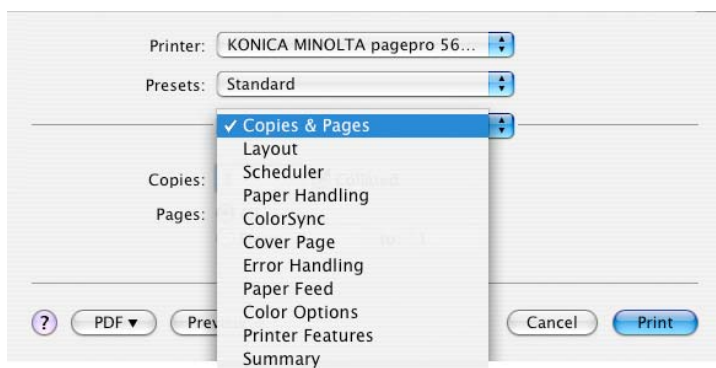 Printer: KONICA MINOLTA pagepro 56...
Presets: Standard
✓ Copies & Pages
Layout
Copies:
Scheduler
Paper Handling
Pages:
ColorSync
Cover Page
Error Handling
Paper Feed
Color Options
Printer Features
Summary
? PDF▼ Cancel Print